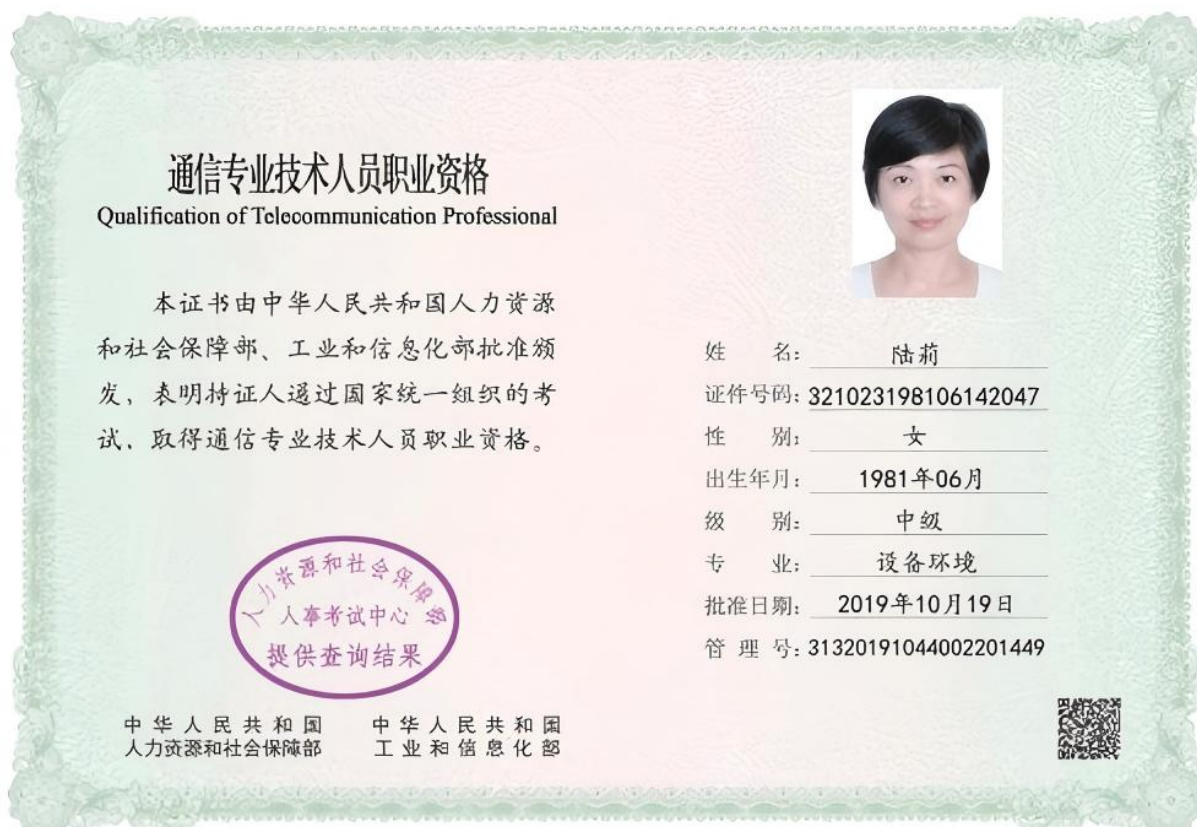 通信专业技术人员职业资格
Qualification of Telecommunication Professional
本证书由中华人民共和国人力资源
和社会保障部、工业和信息化部批准颁
发，表明持证人通过国家统一组织的考
试，取得通信专业技术人员职业资格。
姓 名：陆莉
证件号码：321023198106142047
性 别：女
出生年月：1981年06月
级 别：中级
专 业：设备环境
批准日期：2019年10月19日
管 理 号：31320191044002201449
人力资源和社会保障部
人事考试中心
提供查询结果
中华人民共和国
人力资源和社会保障部
中华人民共和国
工业和信息化部